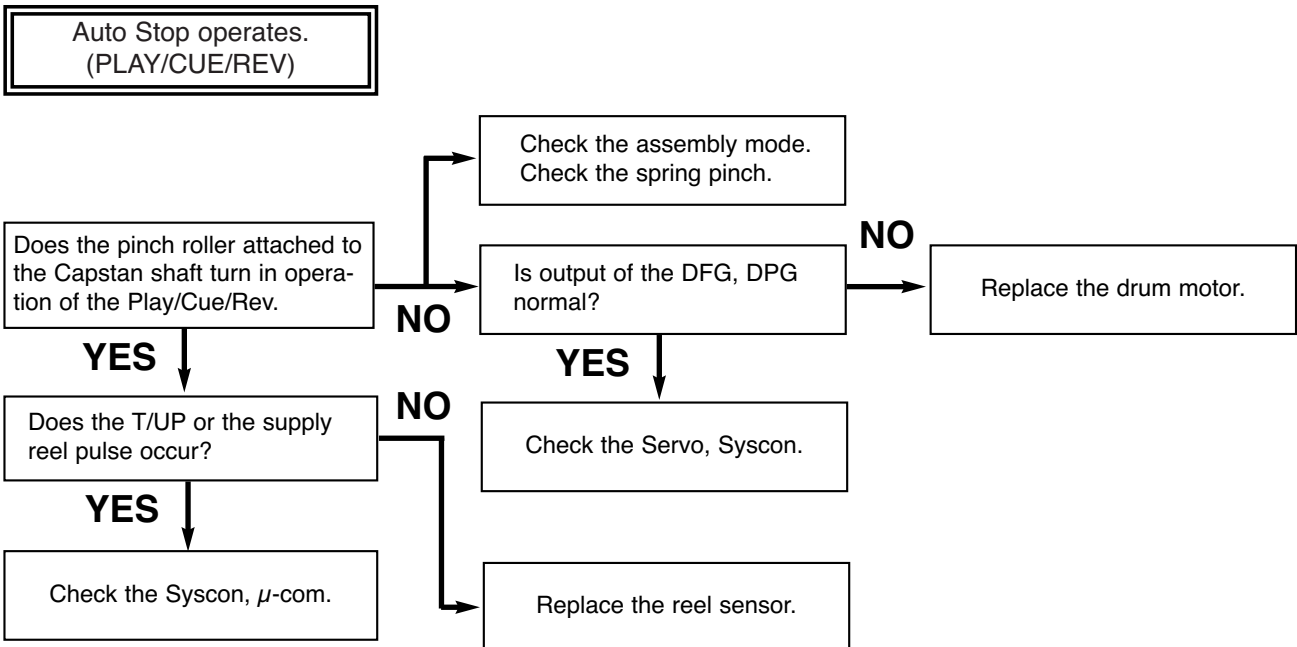 Auto Stop operates.
(PLAY/CUE/REV)
Check the assembly mode.
Check the spring pinch.
Does the pinch roller attached to
the Capstan shaft turn in opera-
tion of the Play/Cue/Rev.
NO
Is output of the DFG, DPG
normal?
NO
Replace the drum motor.
YES
YES
Does the T/UP or the supply
reel pulse occur?
NO
Check the Servo, Syscon.
YES
Check the Syscon, µ-com.
Replace the reel sensor.